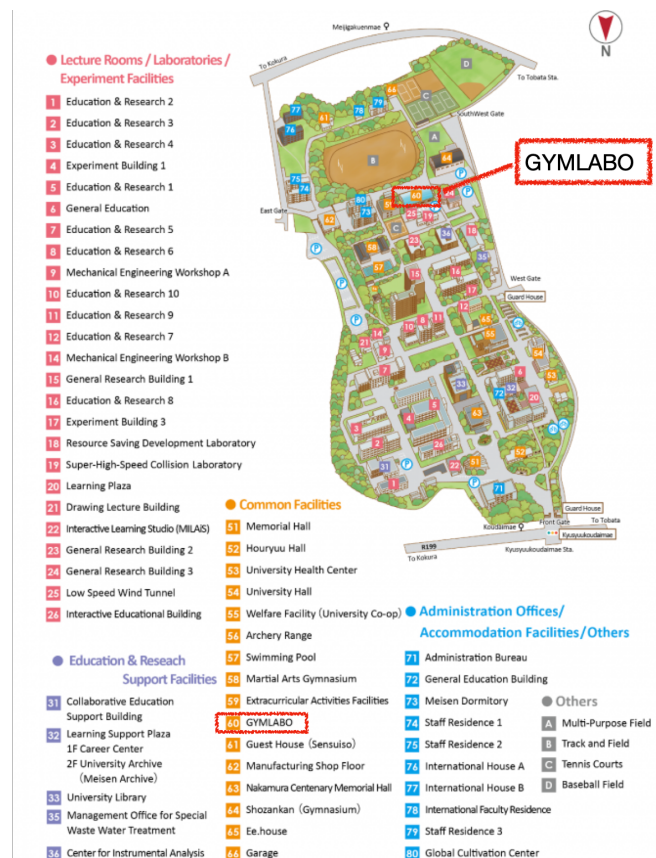 Meijigakuenmae
To Kokura
To Tobata Sta.
N
SouthWest Gate
GYMLABO
East Gate
West Gate
Guard House
Guard House
Front Gate
To Tobata
Koudaimae
Kyusyukoudaimae
Kyusyuukoudaimae Sta.
R199
To Kokura
Lecture Rooms / Laboratories /
Experiment Facilities
1 Education & Research 2
2 Education & Research 3
3 Education & Research 4
4 Experiment Building 1
5 Education & Research 1
6 General Education
7 Education & Research 5
8 Education & Research 6
9 Mechanical Engineering Workshop A
10 Education & Research 10
11 Education & Research 9
12 Education & Research 7
14 Mechanical Engineering Workshop B
15 General Research Building 1
16 Education & Research 8
17 Experiment Building 3
18 Resource Saving Development Laboratory
19 Super-High-Speed Collision Laboratory
20 Learning Plaza
21 Drawing Lecture Building
22 Interactive Learning Studio (MILAiS)
23 General Research Building 2
24 General Research Building 3
25 Low Speed Wind Tunnel
26 Interactive Educational Building
Education & Reseach
Support Facilities
31 Collaborative Education
Support Building
32 Learning Support Plaza
1F Career Center
2F University Archive
(Meisen Archive)
33 University Library
35 Management Office for Special
Waste Water Treatment
36 Center for Instrumental Analysis
Common Facilities
51 Memorial Hall
52 Houryuu Hall
53 University Health Center
54 University Hall
55 Welfare Facility (University Co-op)
56 Archery Range
57 Swimming Pool
58 Martial Arts Gymnasium
59 Extracurricular Activities Facilities
60 GYMLABO
61 Guest House (Sensuiso)
62 Manufacturing Shop Floor
63 Nakamura Centenary Memorial Hall
64 Shozankan (Gymnasium)
65 Ee.house
66 Garage
Administration Offices/
Accommodation Facilities/Others
71 Administration Bureau
72 General Education Building
73 Meisen Dormitory
74 Staff Residence 1
75 Staff Residence 2
76 International House A
77 International House B
78 International Faculty Residence
79 Staff Residence 3
80 Global Cultivation Center
Others
A Multi-Purpose Field
B Track and Field
C Tennis Courts
D Baseball Field